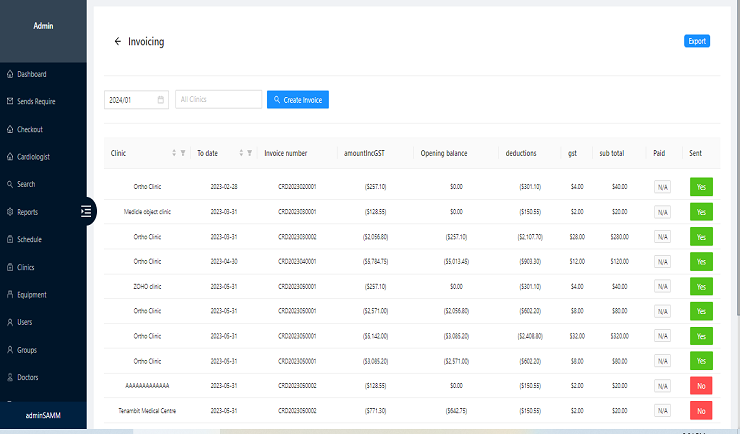 Admin
Dashboard
Sends Require
Checkout
Cardiologist
Search
Reports
Schedule
Clinics
Equipment
Users
Groups
Doctors
adminSAMM
← Invoicing
Export
2024/01 All Clinics Create Invoice
Clinic To date Invoice number amountIncGST Opening balance deductions gst sub total Paid Sent
Ortho Clinic 2023-02-28 CRD2023020001 ($257.10) $0.00 ($301.10) $4.00 $40.00 N/A Yes
Medicle object clinic 2023-03-31 CRD2023030001 ($128.55) $0.00 ($150.55) $2.00 $20.00 N/A Yes
Ortho Clinic 2023-03-31 CRD2023030002 ($2,056.80) ($257.10) ($2,107.70) $28.00 $280.00 N/A Yes
Ortho Clinic 2023-04-30 CRD2023040001 ($5,784.75) ($5,013.45) ($903.30) $12.00 $120.00 N/A Yes
ZOHO clinic 2023-05-31 CRD2023050001 ($257.10) $0.00 ($301.10) $4.00 $40.00 N/A Yes
Ortho Clinic 2023-05-31 CRD2023050001 ($2,571.00) ($2,056.80) ($602.20) $8.00 $80.00 N/A Yes
Ortho Clinic 2023-05-31 CRD2023050001 ($5,142.00) ($3,085.20) ($2,408.80) $32.00 $320.00 N/A Yes
Ortho Clinic 2023-05-31 CRD2023050001 ($3,085.20) ($2,571.00) ($602.20) $8.00 $80.00 N/A Yes
AAAAAAAAAAAAA 2023-05-31 CRD2023050002 ($128.55) $0.00 ($150.55) $2.00 $20.00 N/A No
Tenambit Medical Centre 2023-05-31 CRD2023050002 ($771.30) ($642.75) ($150.55) $2.00 $20.00 N/A No